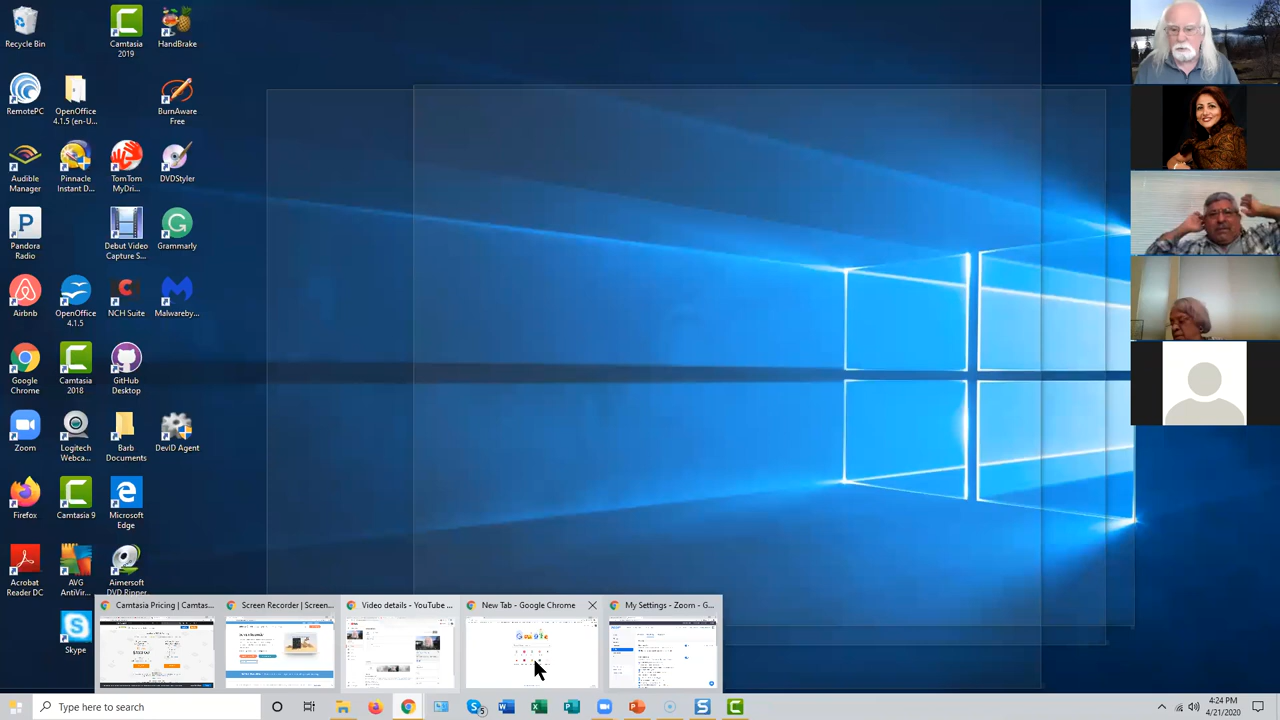 Recycle Bin
Camtasia
2019
HandBrake
RemotePC
OpenOffice
4.1.5 (en-U...
BurnAware
Free
Audible
Manager
Pinnacle
Instant D...
TomTom
MyDri...
DVDStyler
Pandora
Radio
Debut Video
Capture S...
Grammarly
Airbnb
OpenOffice
4.1.5
NCH Suite
Malwareby...
Google
Chrome
Camtasia
2018
GitHub
Desktop
Zoom
Logitech
Webca...
Barb
Documents
DevID Agent
Firefox
Camtasia 9
Microsoft
Edge
Acrobat
Reader DC
AVG
AntiVir...
Aimersoft
DVD Ripper
Skype
Camtasia Pricing | Camtas...
Screen Recorder | Screen...
Video details - YouTube ...
New Tab - Google Chrome
My Settings - Zoom - G...
Type here to search
5
4:24 PM
4/21/2020